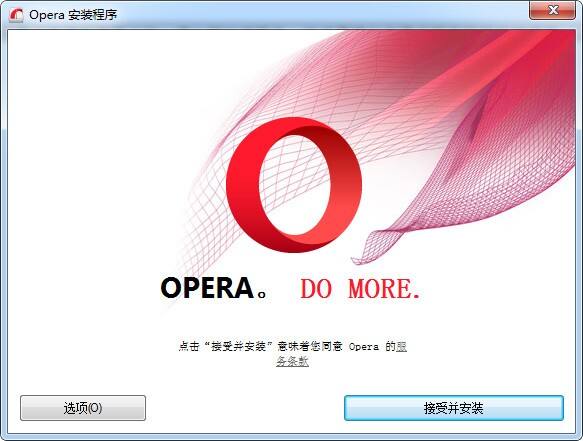 Opera 安装程序
OPERA。 DO MORE.
点击“接受并安装”意味着您同意 Opera 的服
务条款
选项(O)
接受并安装